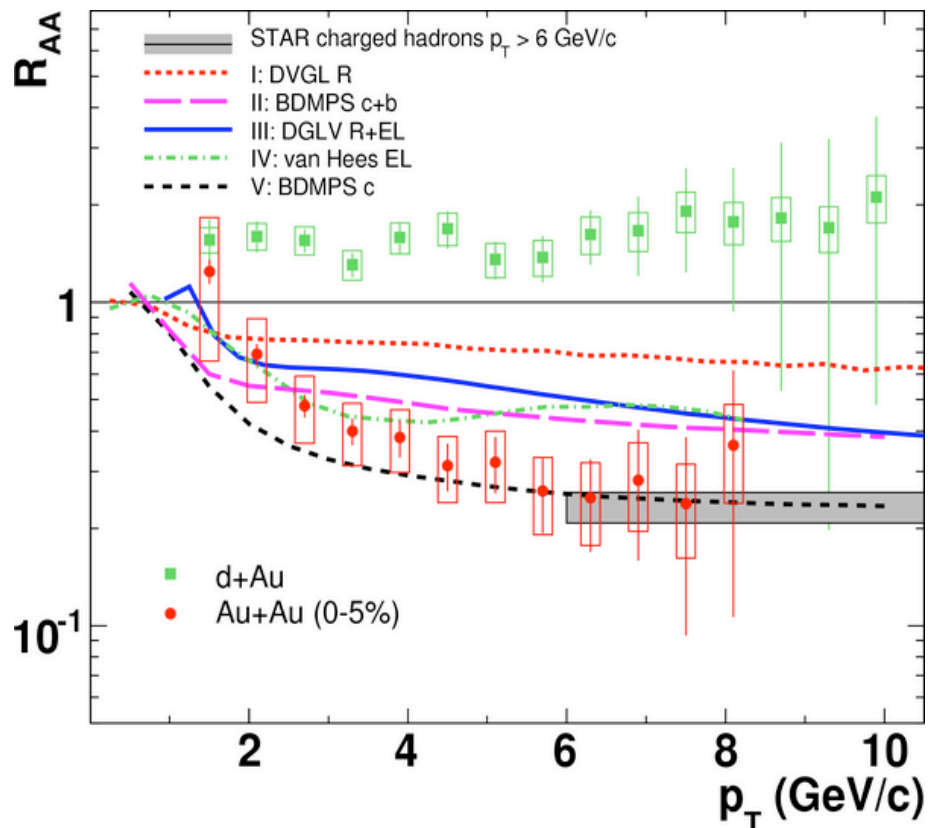 R_AA
STAR charged hadrons p_T > 6 GeV/c
I: DVGL R
II: BDMPS c+b
III: DGLV R+EL
IV: van Hees EL
V: BDMPS c
1
d+Au
Au+Au (0-5%)
10^-1
2 4 6 8 10
p_T (GeV/c)